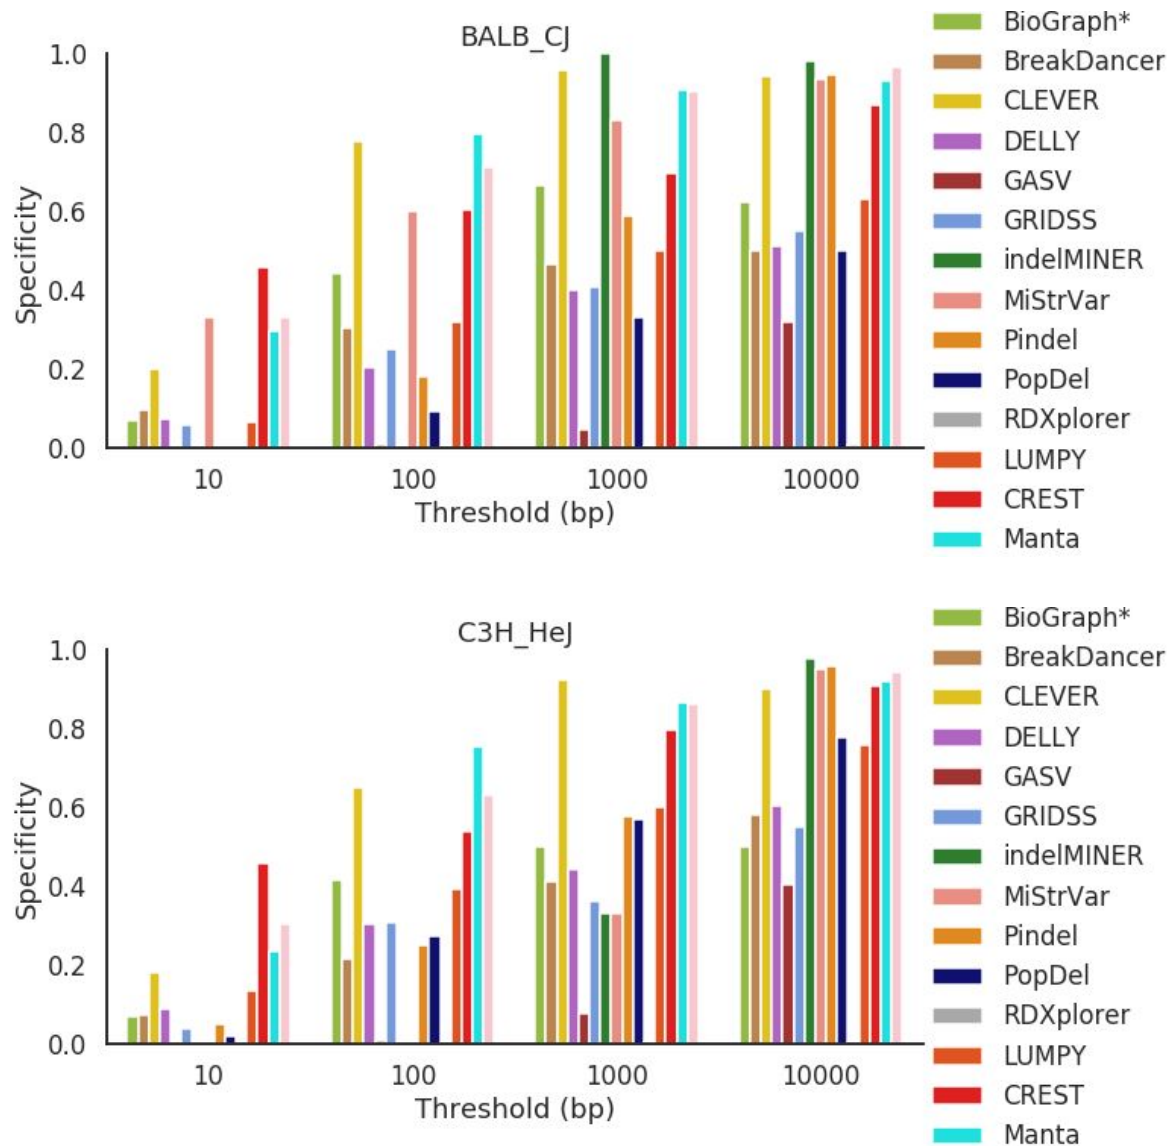 BALB_CJ
1.0
0.8
0.6
0.4
0.2
0.0
Specificity
10 100 1000 10000
Threshold (bp)
BioGraph*
BreakDancer
CLEVER
DELLY
GASV
GRIDSS
indelMINER
MiStrVar
Pindel
PopDel
RDXplorer
LUMPY
CREST
Manta
C3H_HeJ
1.0
0.8
0.6
0.4
0.2
0.0
Specificity
10 100 1000 10000
Threshold (bp)
BioGraph*
BreakDancer
CLEVER
DELLY
GASV
GRIDSS
indelMINER
MiStrVar
Pindel
PopDel
RDXplorer
LUMPY
CREST
Manta